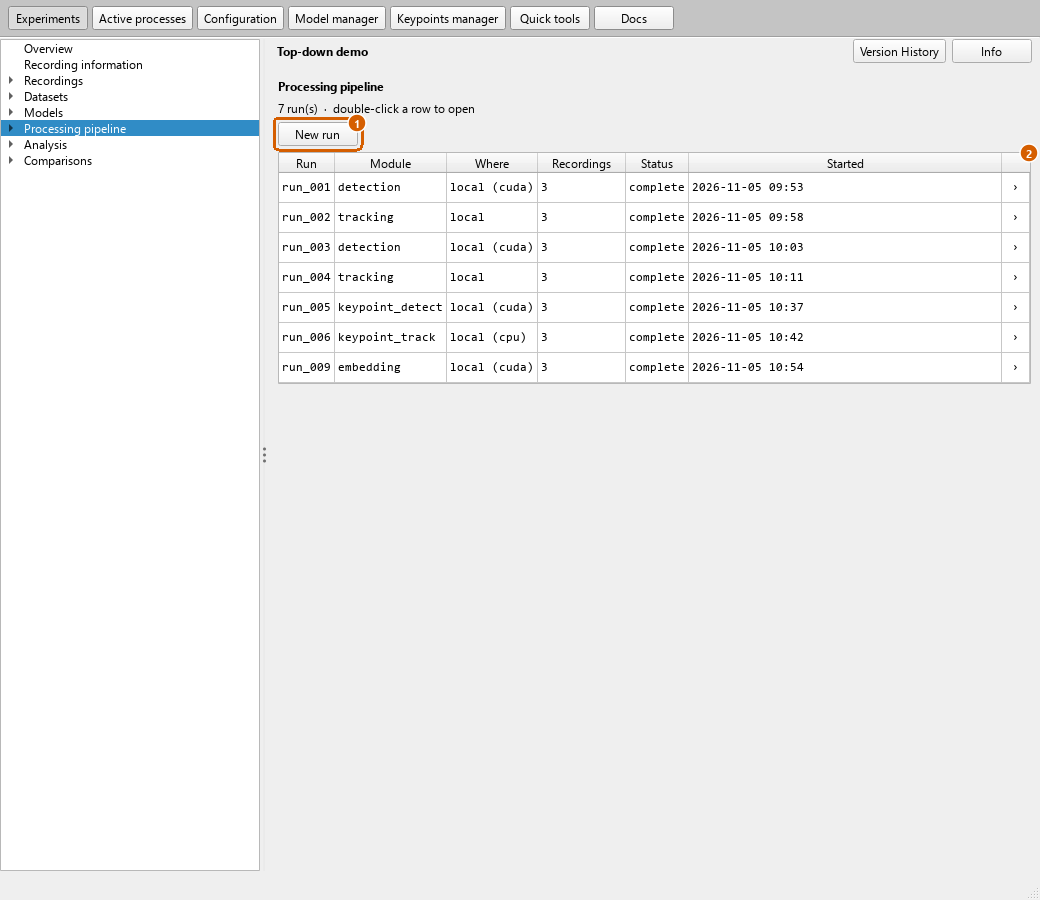 Experiments Active processes Configuration Model manager Keypoints manager Quick tools Docs
Overview
Recording information
Recordings
Datasets
Models
Processing pipeline
Analysis
Comparisons
Top-down demo Version History Info
Processing pipeline
7 run(s) · double-click a row to open
New run 1
2
Run Module Where Recordings Status Started
run_001 detection local (cuda) 3 complete 2026-11-05 09:53 ›
run_002 tracking local 3 complete 2026-11-05 09:58 ›
run_003 detection local (cuda) 3 complete 2026-11-05 10:03 ›
run_004 tracking local 3 complete 2026-11-05 10:11 ›
run_005 keypoint_detect local (cuda) 3 complete 2026-11-05 10:37 ›
run_006 keypoint_track local (cpu) 3 complete 2026-11-05 10:42 ›
run_009 embedding local (cuda) 3 complete 2026-11-05 10:54 ›